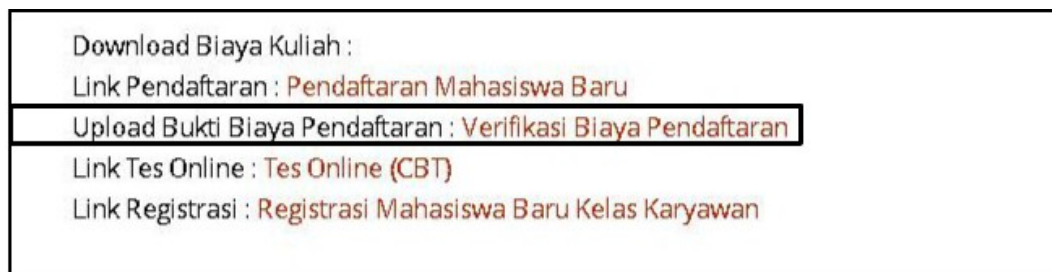 Download Biaya Kuliah :
Link Pendaftaran : Pendaftaran Mahasiswa Baru
Upload Bukti Biaya Pendaftaran : Verifikasi Biaya Pendaftaran
Link Tes Online : Tes Online (CBT)
Link Registrasi : Registrasi Mahasiswa Baru Kelas Karyawan